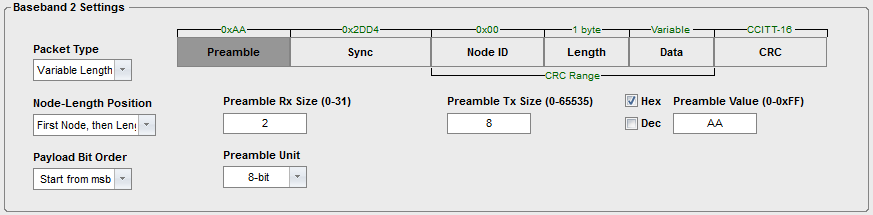 Baseband 2 Settings
0xAA 0x2DD4 0x00 1 byte Variable CCITT-16
Packet Type
Preamble Sync Node ID Length Data CRC
Variable Length
CRC Range
Node-Length Position Preamble Rx Size (0-31) Preamble Tx Size (0-65535) Hex Preamble Value (0-0xFF)
First Node, then Len 2 8 Dec AA
Payload Bit Order Preamble Unit
Start from msb 8-bit